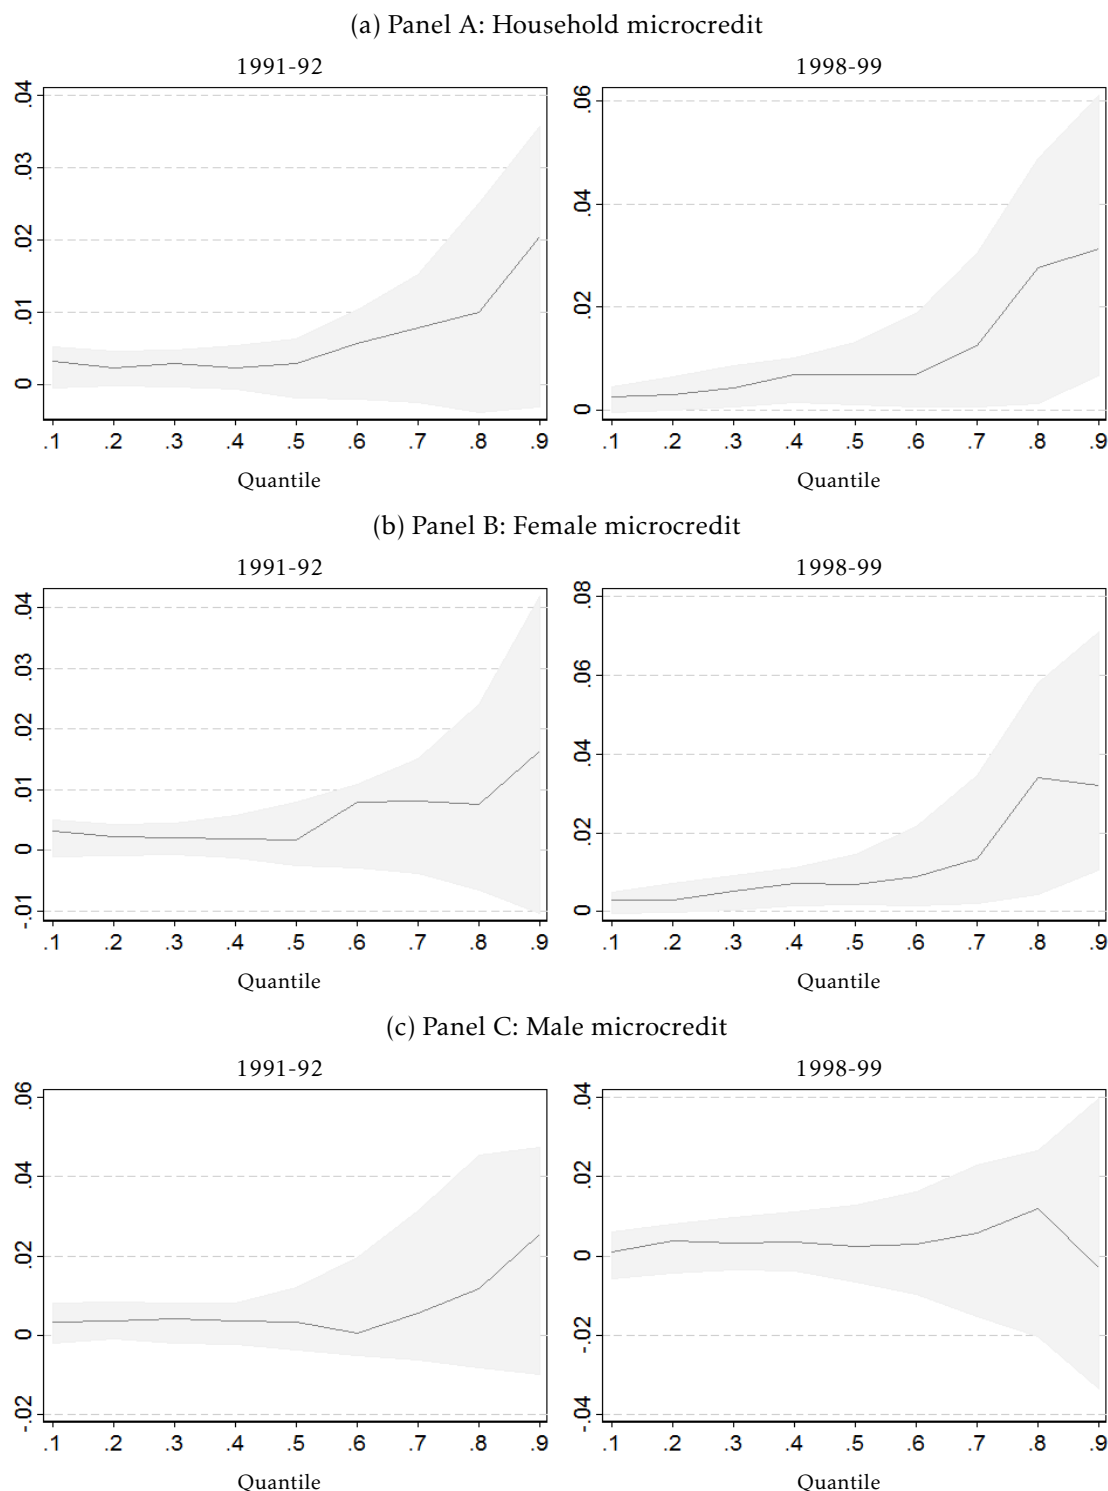 (a) Panel A: Household microcredit
1991-92
.04
.03
.02
.01
0
.1 .2 .3 .4 .5 .6 .7 .8 .9
Quantile
1998-99
.06
.04
.02
0
.1 .2 .3 .4 .5 .6 .7 .8 .9
Quantile
(b) Panel B: Female microcredit
1991-92
.04
.03
.02
.01
0
-.01
.1 .2 .3 .4 .5 .6 .7 .8 .9
Quantile
1998-99
.08
.06
.04
.02
0
.1 .2 .3 .4 .5 .6 .7 .8 .9
Quantile
(c) Panel C: Male microcredit
1991-92
.06
.04
.02
0
-.02
.1 .2 .3 .4 .5 .6 .7 .8 .9
Quantile
1998-99
.04
.02
0
-.02
-.04
.1 .2 .3 .4 .5 .6 .7 .8 .9
Quantile